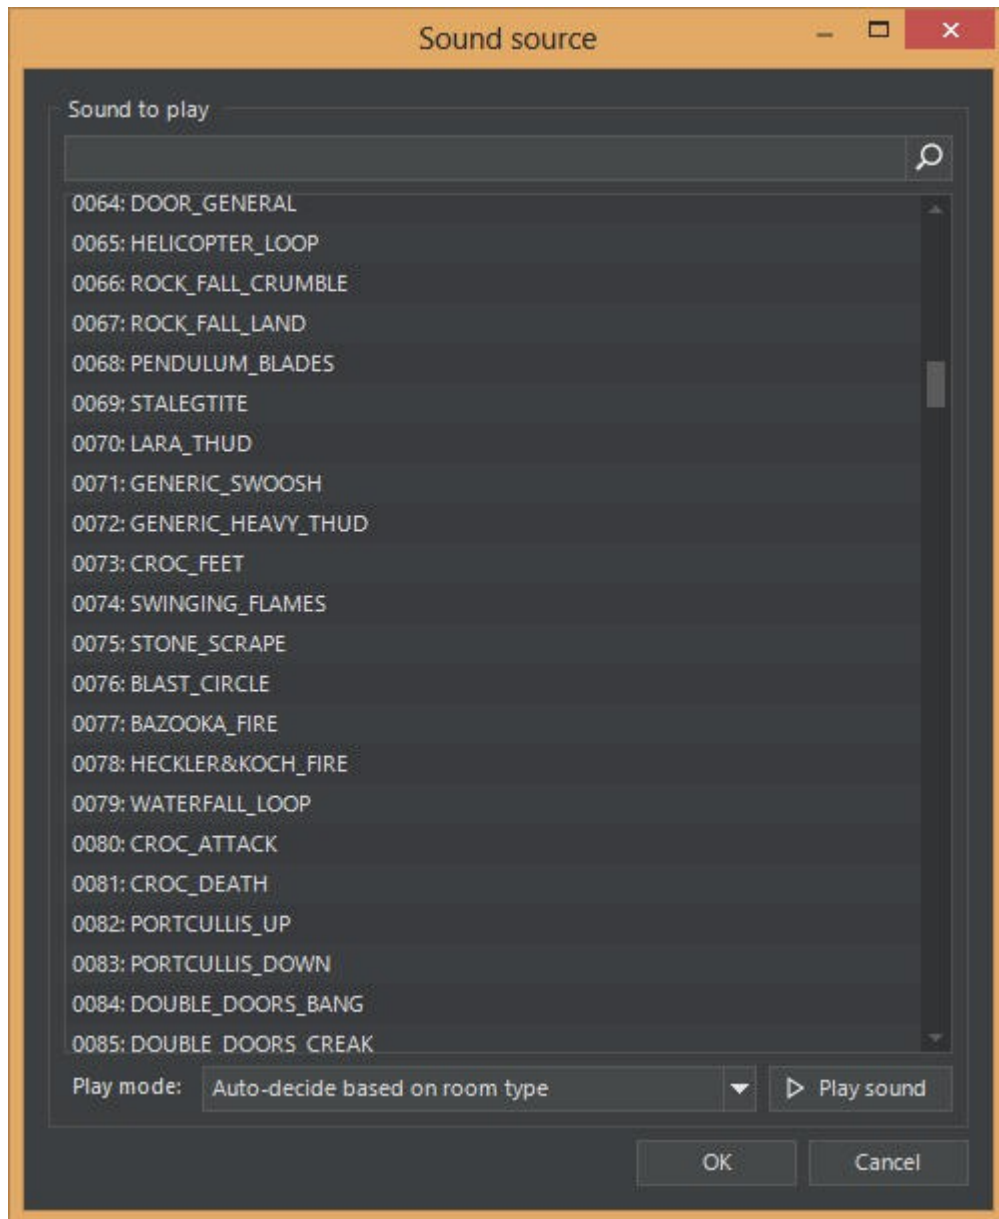 Sound source
Sound to play
0064: DOOR_GENERAL
0065: HELICOPTER_LOOP
0066: ROCK_FALL_CRUMBLE
0067: ROCK_FALL_LAND
0068: PENDULUM_BLADES
0069: STALEGTITE
0070: LARA_THUD
0071: GENERIC_SWOOSH
0072: GENERIC_HEAVY_THUD
0073: CROC_FEET
0074: SWINGING_FLAMES
0075: STONE_SCRAPE
0076: BLAST_CIRCLE
0077: BAZOOKA_FIRE
0078: HECKLER&KOCH_FIRE
0079: WATERFALL_LOOP
0080: CROC_ATTACK
0081: CROC_DEATH
0082: PORTCULLIS_UP
0083: PORTCULLIS_DOWN
0084: DOUBLE_DOORS_BANG
0085: DOUBLE_DOORS_CREAK
Play mode: Auto-decide based on room type Play sound
OK Cancel